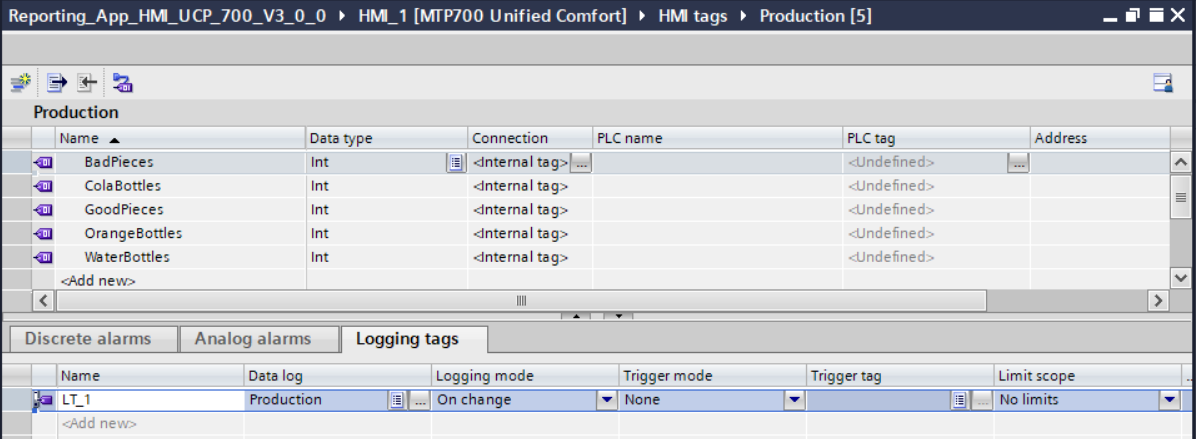 Reporting_App_HMI_UCP_700_V3_0_0 ▸ HMI_1 [MTP700 Unified Comfort] ▸ HMI tags ▸ Production [5]
Production
Name Data type Connection PLC name PLC tag Address
BadPieces Int <Internal tag> ... <Undefined> ...
ColaBottles Int <Internal tag> <Undefined>
GoodPieces Int <Internal tag> <Undefined>
OrangeBottles Int <Internal tag> <Undefined>
WaterBottles Int <Internal tag> <Undefined>
<Add new>
Discrete alarms Analog alarms Logging tags
Name Data log Logging mode Trigger mode Trigger tag Limit scope ..
LT_1 Production ... On change None ... No limits
<Add new>